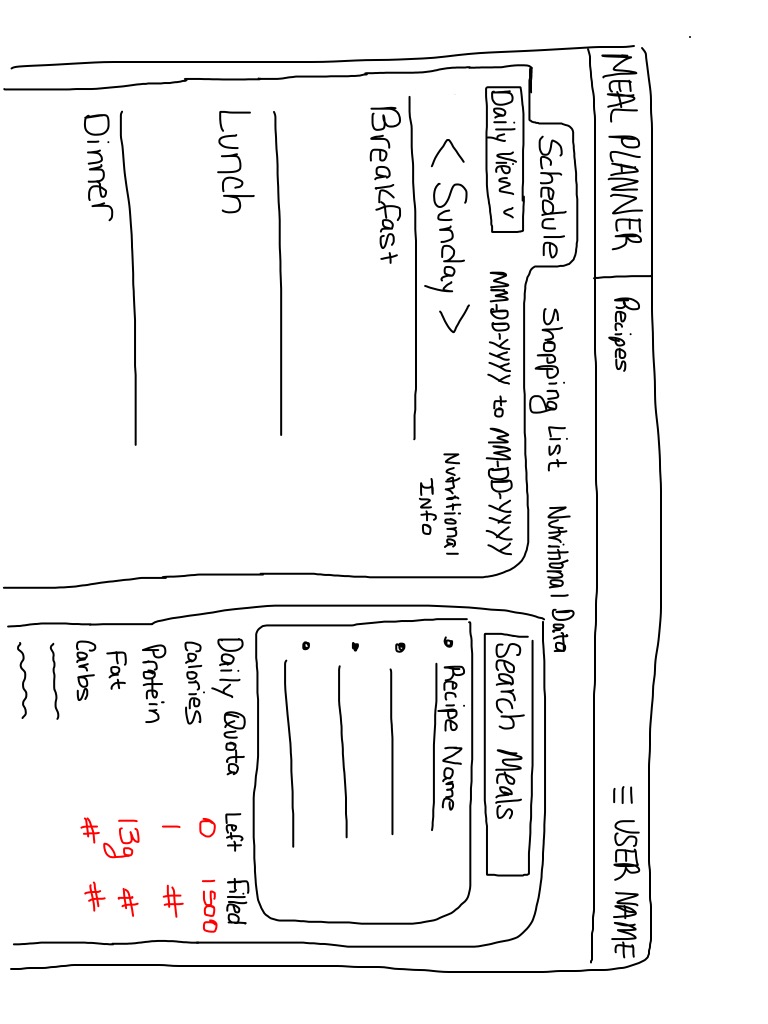 MEAL PLANNER
Recipes
☰ USER NAME
Schedule
Shopping List
Nutritional Data
Daily View v
MM-DD-YYYY to MM-DD-YYYY
< Sunday >
Nutritional
INfo
Breakfast
Lunch
Dinner
Search Meals
• Recipe Name
Daily Quota Left Filled
Calories 0 1500
Protein 1 #
Fat 13g #
Carbs # #